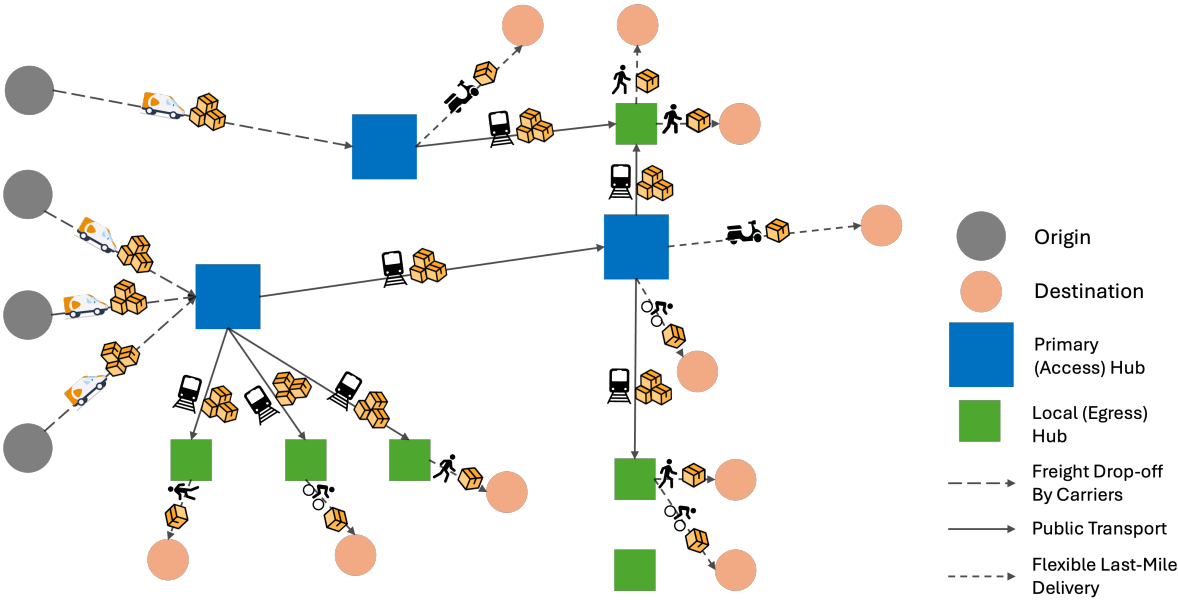 Origin
Destination
Primary
(Access) Hub
Local (Egress)
Hub
Freight Drop-off
By Carriers
Public Transport
Flexible Last-Mile
Delivery